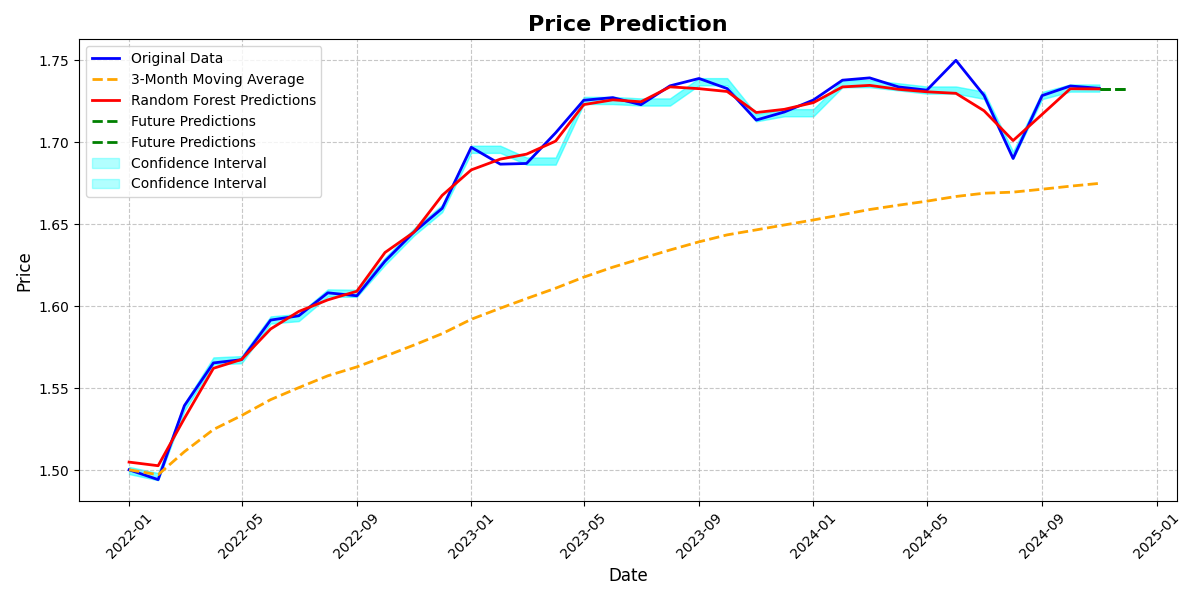 Price Prediction
Original Data
3-Month Moving Average
Random Forest Predictions
Future Predictions
Future Predictions
Confidence Interval
Confidence Interval
Price
1.75
1.70
1.65
1.60
1.55
1.50
2022-01
2022-05
2022-09
2023-01
2023-05
2023-09
2024-01
2024-05
2024-09
2025-01
Date